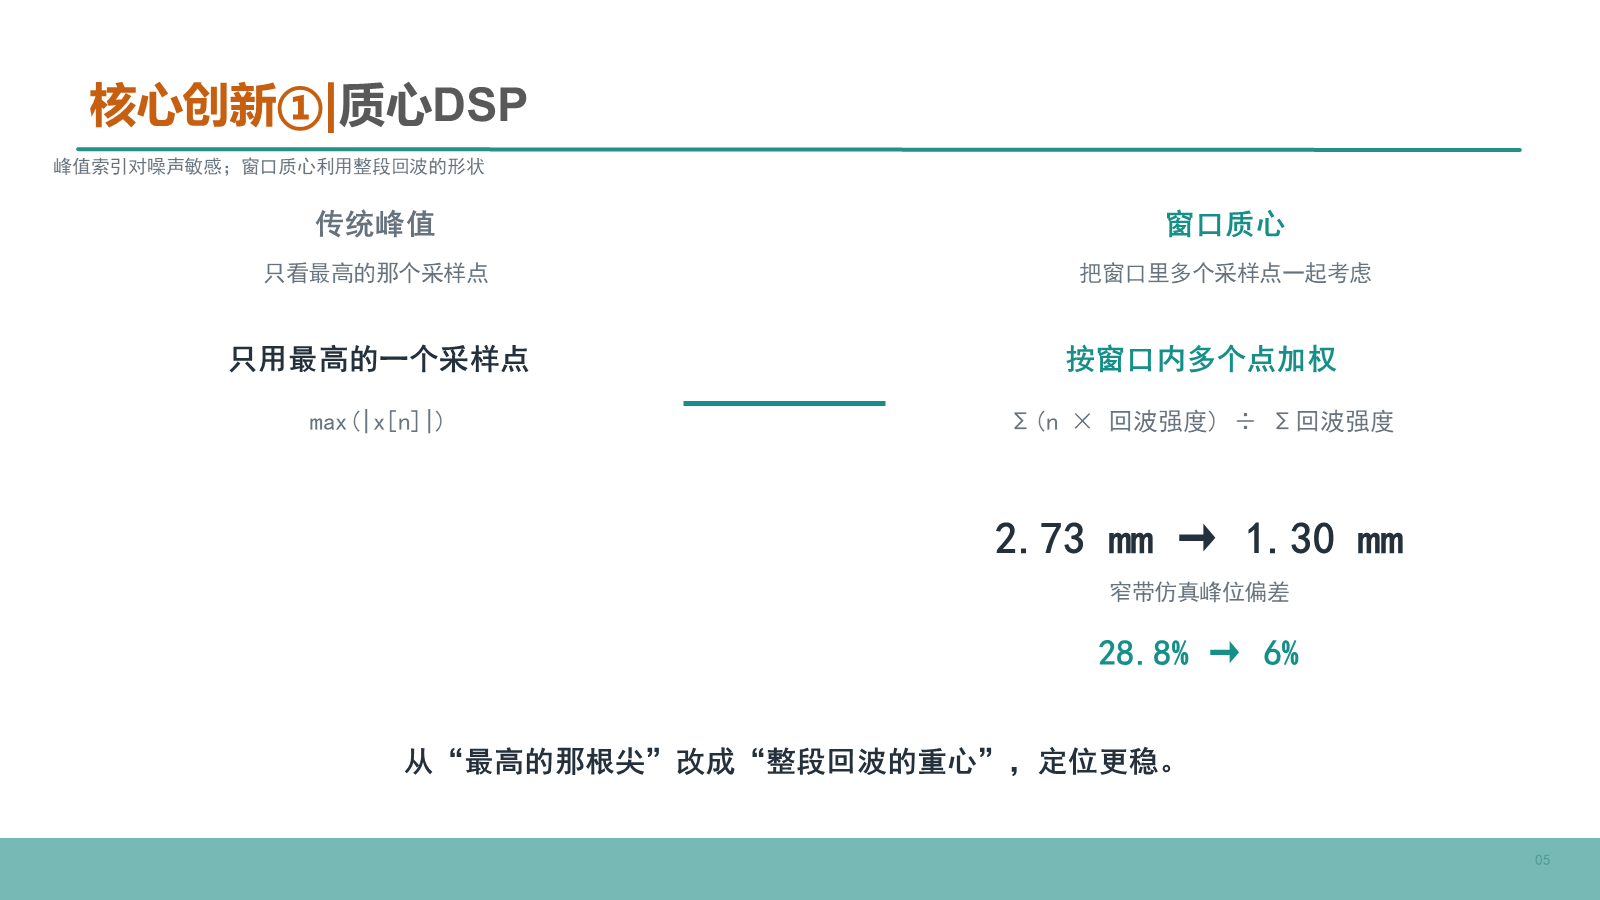 核心创新①|质心DSP
峰值索引对噪声敏感；窗口质心利用整段回波的形状
传统峰值
只看最高的那个采样点
只用最高的一个采样点
max(|x[n]|)
窗口质心
把窗口里多个采样点一起考虑
按窗口内多个点加权
Σ(n × 回波强度) ÷ Σ回波强度
2.73 mm → 1.30 mm
窄带仿真峰位偏差
28.8% → 6%
从“最高的那根尖”改成“整段回波的重心”，定位更稳。
05